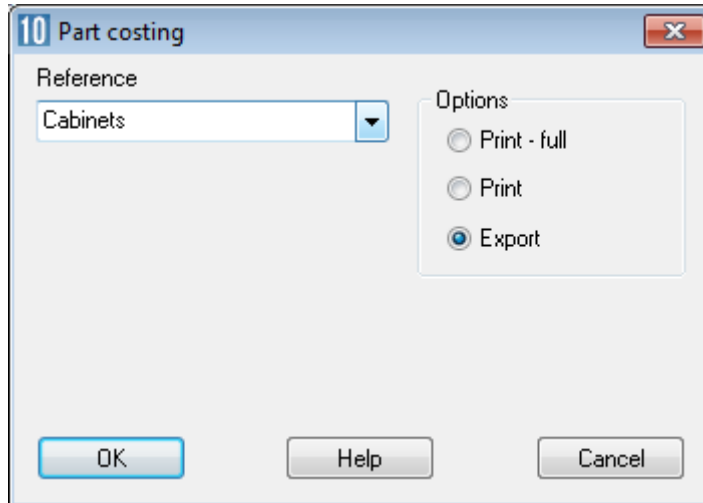 10 Part costing
Reference
Cabinets
Options
Print - full
Print
Export
OK
Help
Cancel